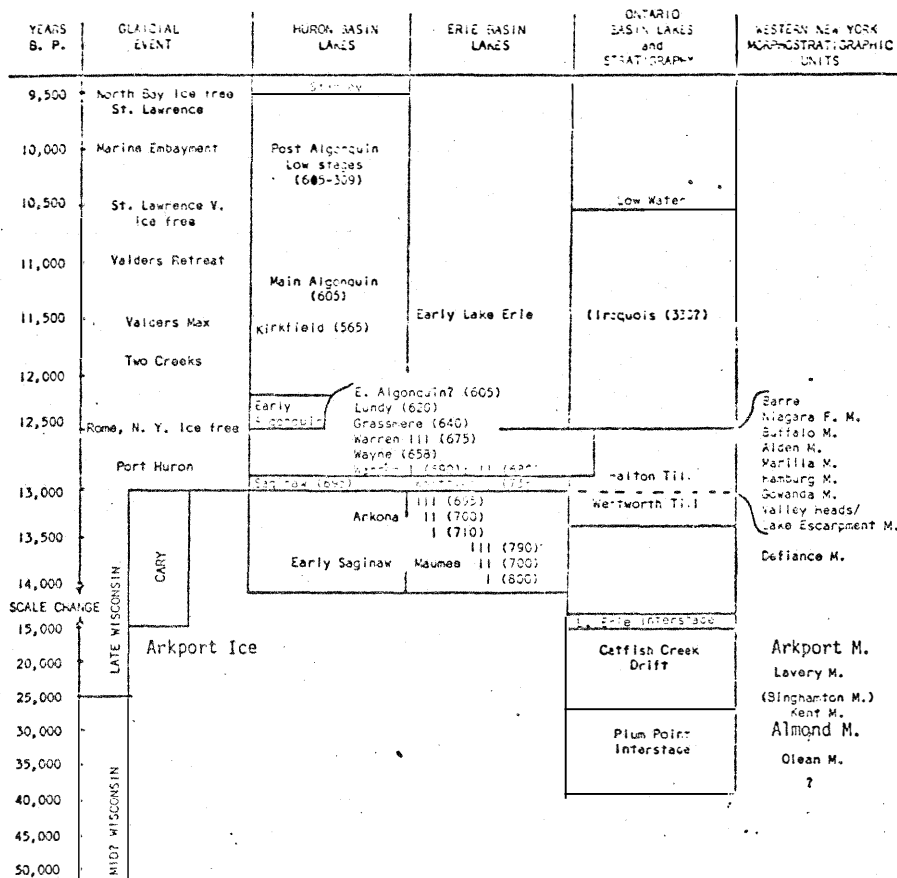 YEARS
B. P.
GLACIAL
EVENT
HURON BASIN
LAKES
ERIE BASIN
LAKES
ONTARIO
BASIN LAKES
and
STRATIGRAPHY
WESTERN NEW YORK
MORPHOSTRATIGRAPHIC
UNITS
9,500
North Bay Ice free
St. Lawrence
Stanley
10,000
Marine Embayment
Post Algonquin
Low stages
(605-309)
10,500
St. Lawrence V.
Ice free
Low Water
11,000
Valders Retreat
Main Algonquin
(605)
11,500
Valders Max
Kirkfield (565)
Early Lake Erie
(Iroquois (330?)
Two Creeks
12,000
Early
Algonquin
E. Algonquin? (605)
Lundy (620)
Grassmere (640)
Warren III (675)
Wayne (658)
12,500
Rome, N. Y. Ice free
Port Huron
Saginaw (695)
Halton Till
Barre
Niagara F. M.
Buffalo M.
Alden M.
Marilla M.
Hamburg M.
Gowanda M.
Valley Heads/
Lake Escarpment M.
13,000
Wentworth Till
Arkona
III (695)
II (700)
I (710)
13,500
Early Saginaw
Maumee
III (790)
II (700)
I (800)
Defiance M.
14,000
SCALE CHANGE
15,000
LATE WISCONSIN
CARY
Arkport Ice
E. Erie Interstage
20,000
Catfish Creek
Drift
Arkport M.
Lavery M.
25,000
(Binghamton M.)
Kent M.
30,000
Plum Point
Interstage
Almond M.
35,000
Olean M.
?
40,000
45,000
50,000
MID? WISCONSIN